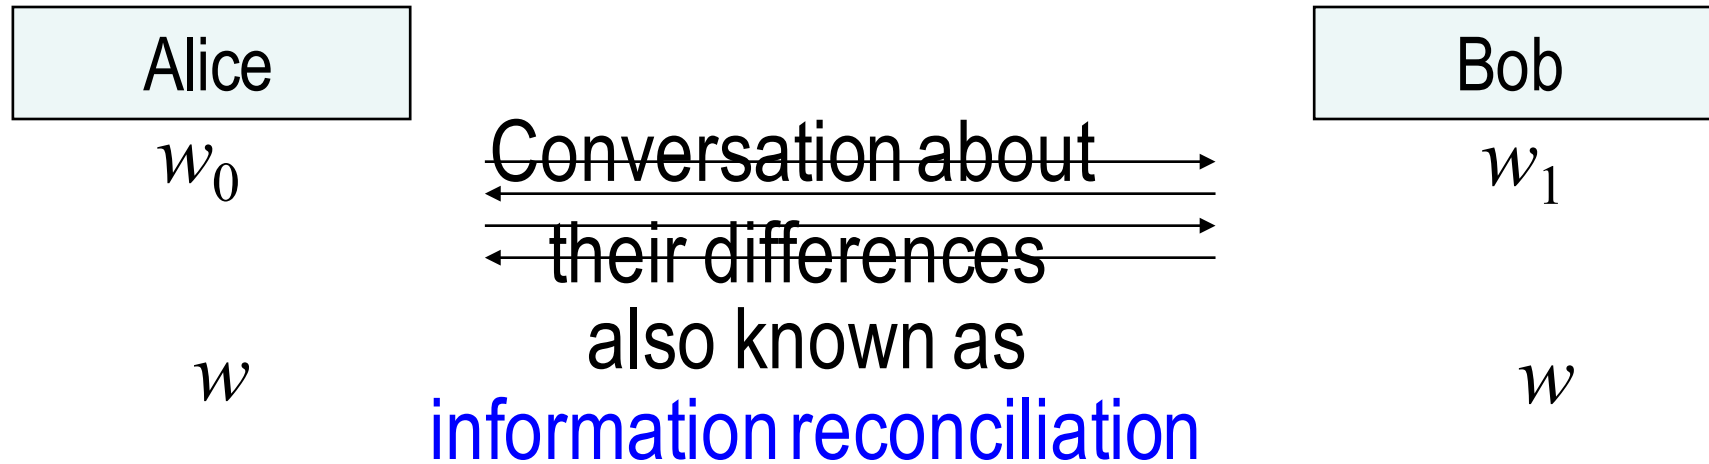 Alice Bob
w₀ Conversation about w₁
their differences
also known as
w w
information reconciliation